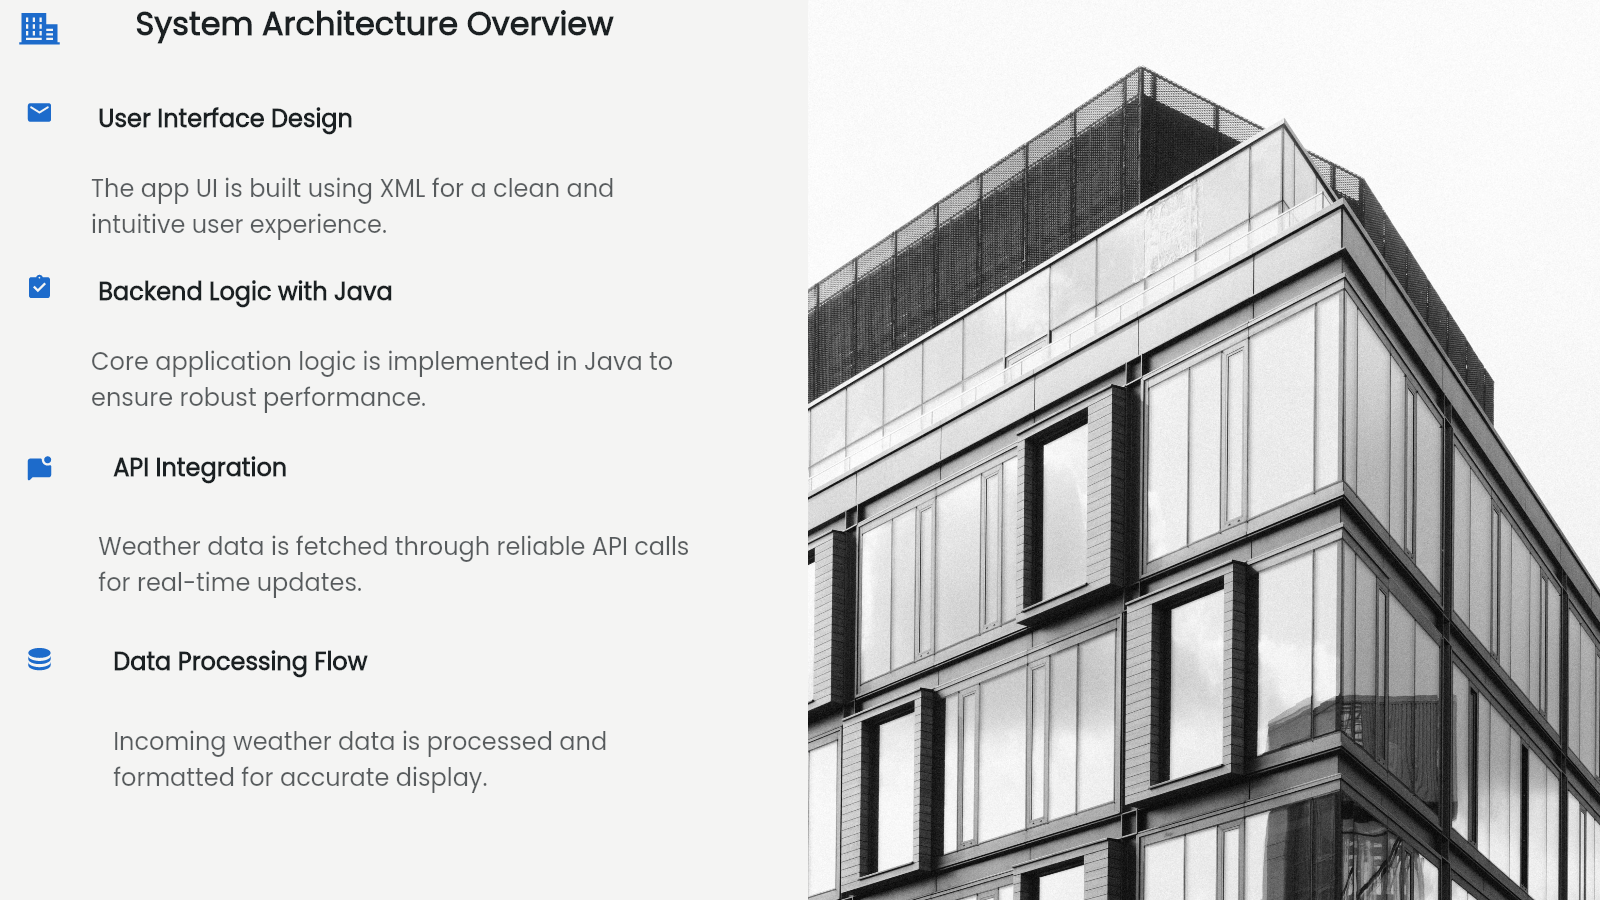 System Architecture Overview
User Interface Design
The app UI is built using XML for a clean and
intuitive user experience.
Backend Logic with Java
Core application logic is implemented in Java to
ensure robust performance.
API Integration
Weather data is fetched through reliable API calls
for real-time updates.
Data Processing Flow
Incoming weather data is processed and
formatted for accurate display.